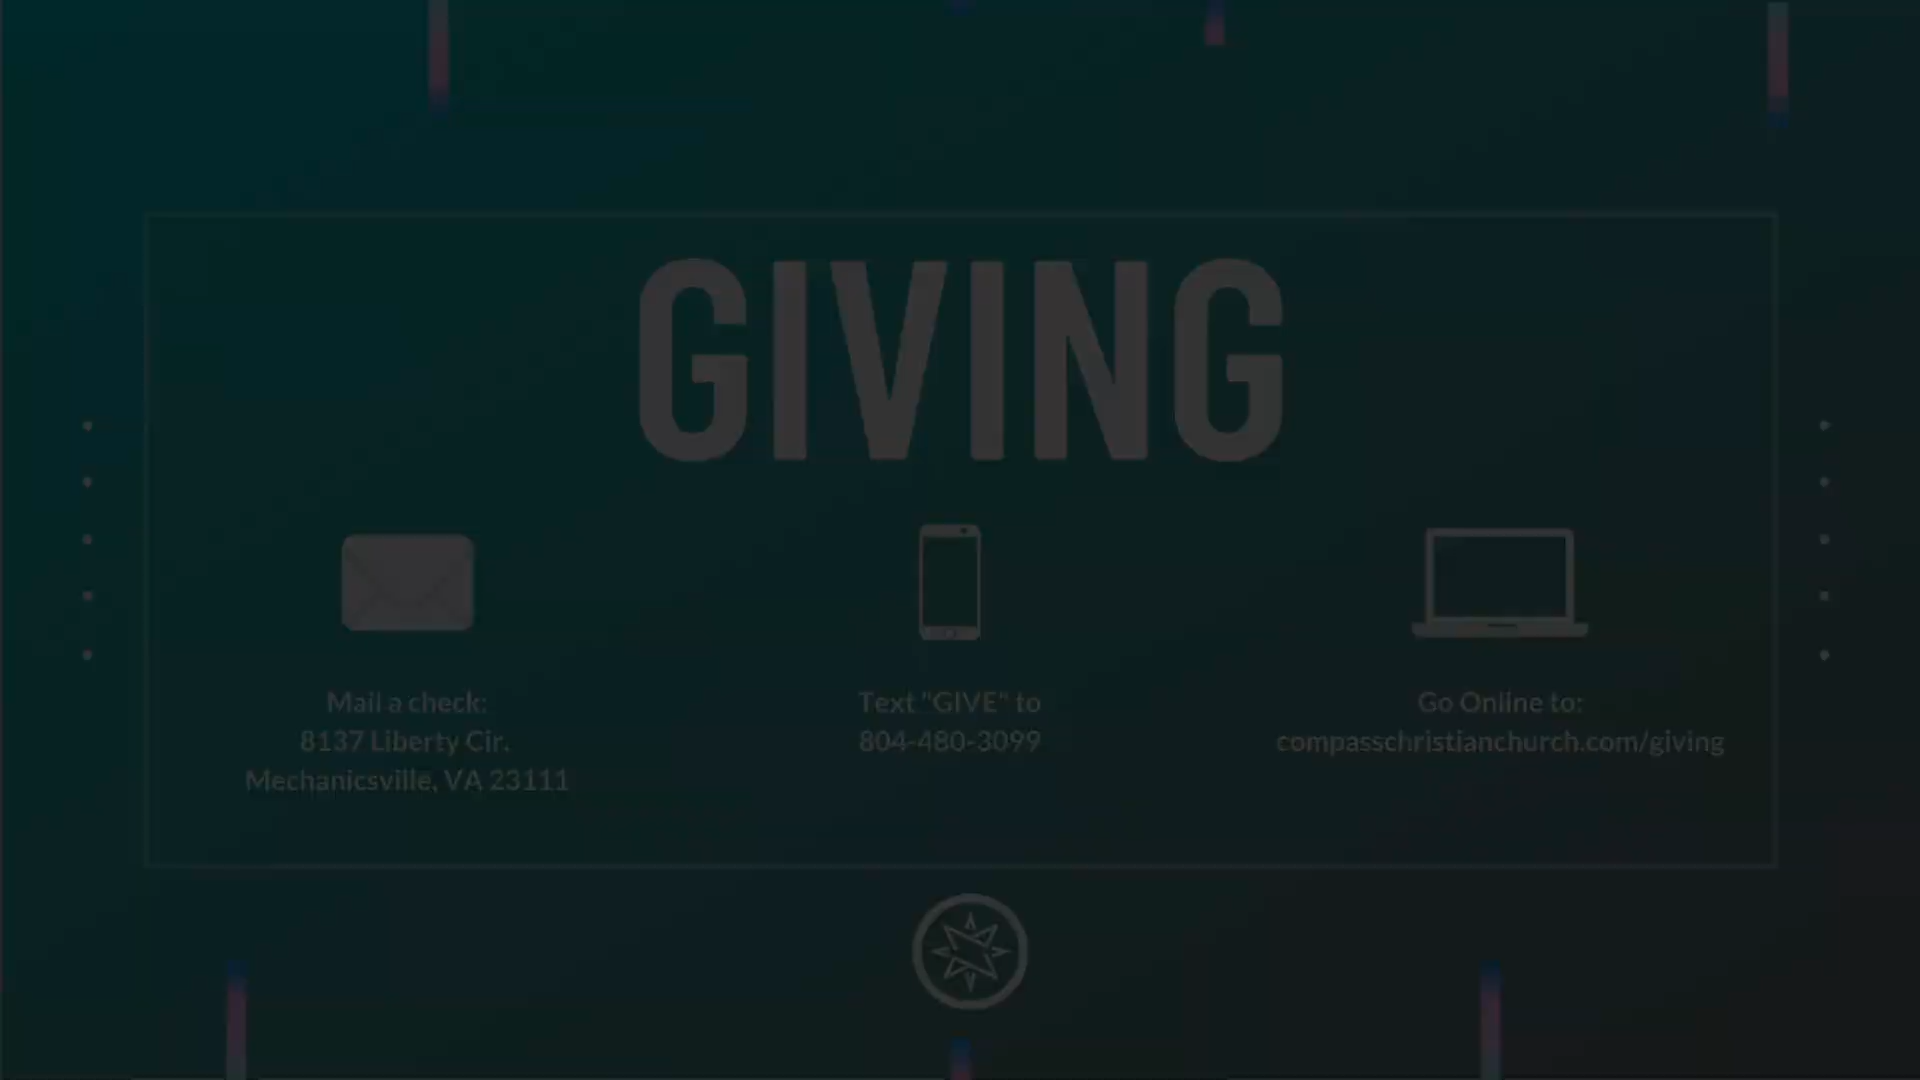 GIVING
Mail a check:
8137 Liberty Cir.
Mechanicsville, VA 23111
Text "GIVE" to
804-480-3099
Go Online to:
compasschristianchurch.com/giving